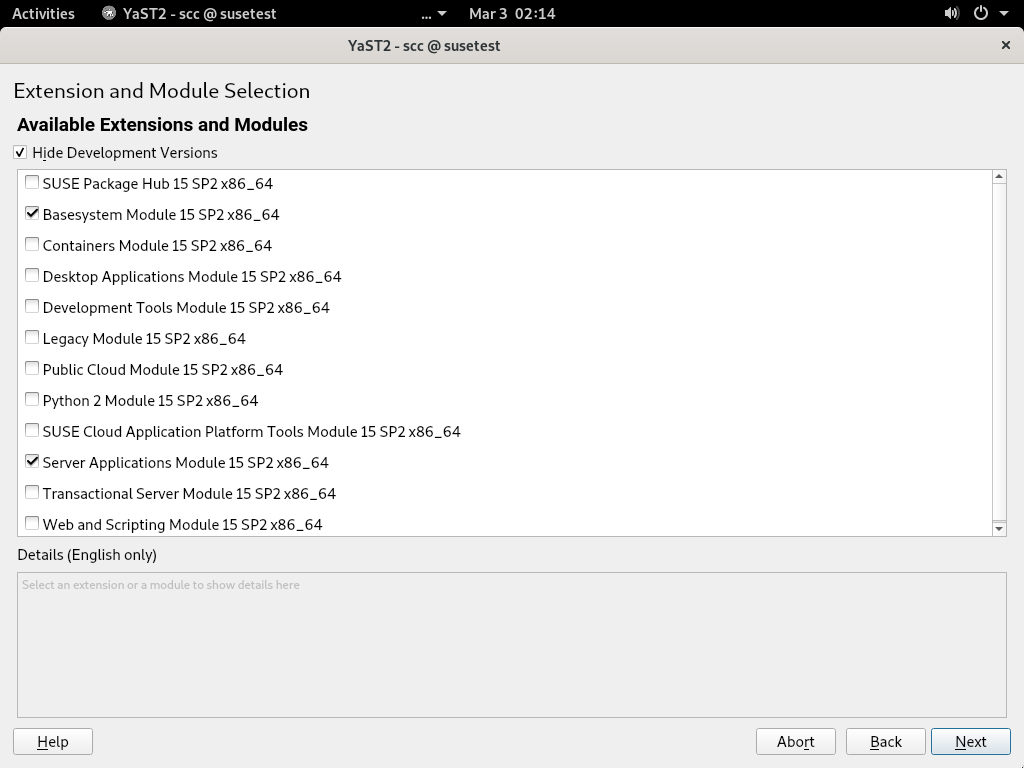 Activities YaST2 - scc @ susetest ... Mar 3 02:14
YaST2 - scc @ susetest ×
Extension and Module Selection
Available Extensions and Modules
Hide Development Versions
SUSE Package Hub 15 SP2 x86_64
Basesystem Module 15 SP2 x86_64
Containers Module 15 SP2 x86_64
Desktop Applications Module 15 SP2 x86_64
Development Tools Module 15 SP2 x86_64
Legacy Module 15 SP2 x86_64
Public Cloud Module 15 SP2 x86_64
Python 2 Module 15 SP2 x86_64
SUSE Cloud Application Platform Tools Module 15 SP2 x86_64
Server Applications Module 15 SP2 x86_64
Transactional Server Module 15 SP2 x86_64
Web and Scripting Module 15 SP2 x86_64
Details (English only)
Select an extension or a module to show details here
Help Abort Back Next